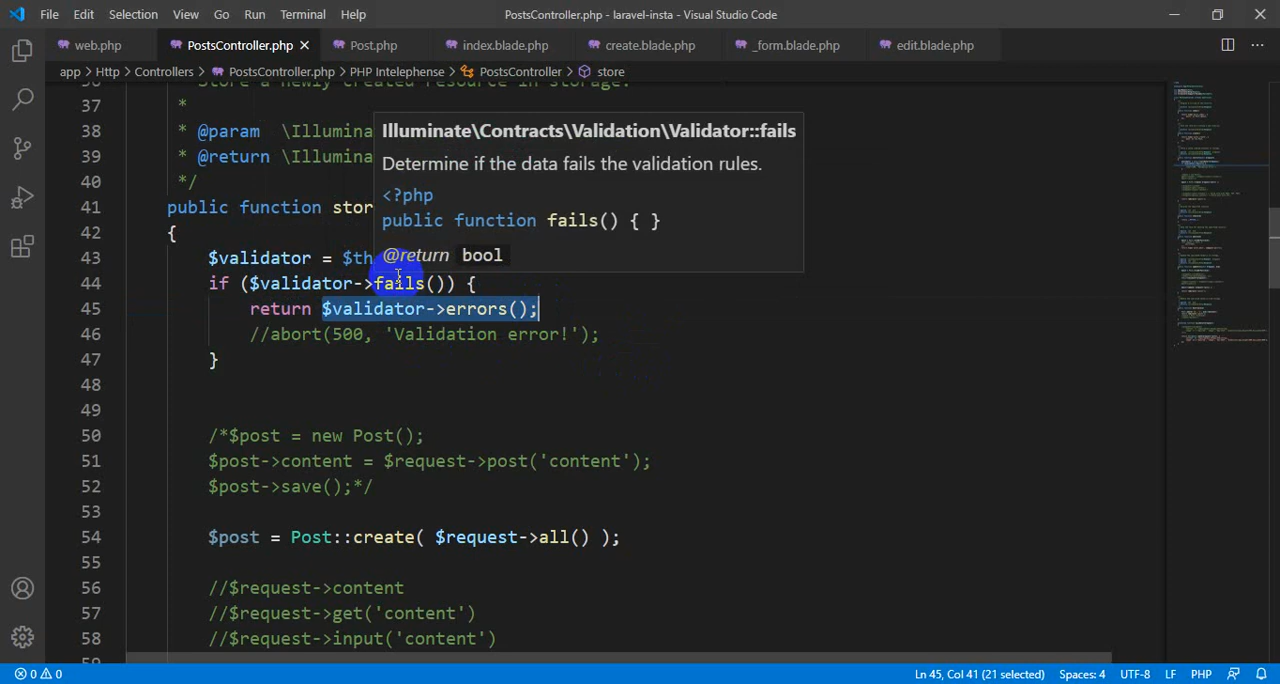 File Edit Selection View Go Run Terminal Help PostsController.php - laravel-insta - Visual Studio Code
web.php PostsController.php Post.php index.blade.php create.blade.php _form.blade.php edit.blade.php
app > Http > Controllers > PostsController.php > PHP Intelephense > PostsController > store
37 *
38 * @param \Illumina
39 * @return \Illumina
40 */
41 public function stor
42 {
43 $validator = $th
44 if ($validator->fails()) {
45 return $validator->errors();
46 //abort(500, 'Validation error!');
47 }
48
49
50 /*$post = new Post();
51 $post->content = $request->post('content');
52 $post->save();*/
53
54 $post = Post::create( $request->all() );
55
56 //$request->content
57 //$request->get('content')
58 //$request->input('content')
Illuminate\Contracts\Validation\Validator::fails
Determine if the data fails the validation rules.
<?php
public function fails() { }
@return bool
0 0 Ln 45, Col 41 (21 selected) Spaces: 4 UTF-8 LF PHP